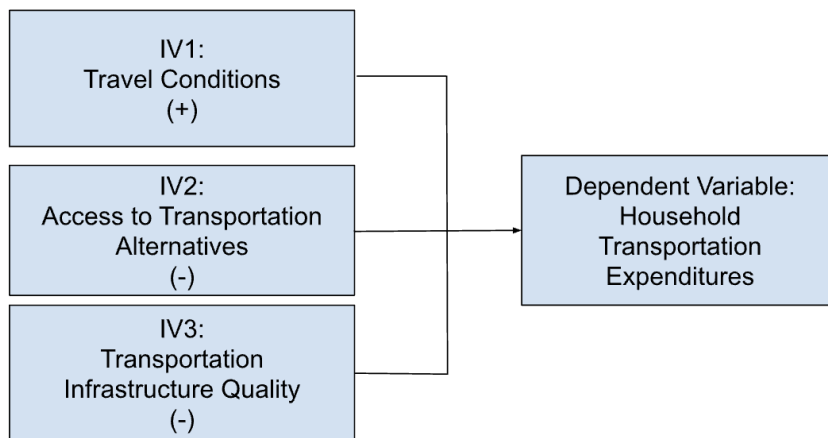 IV1:
Travel Conditions
(+)
IV2:
Access to Transportation
Alternatives
(-)
IV3:
Transportation
Infrastructure Quality
(-)
Dependent Variable:
Household
Transportation
Expenditures